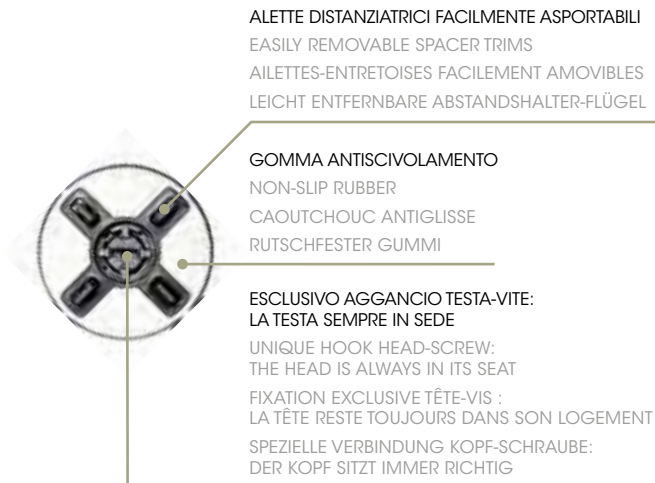 ALETTE DISTANZIATRICI FACILMENTE ASPORTABILI
EASILY REMOVABLE SPACER TRIMS
AILETTES-ENTRETOISES FACILEMENT AMOVIBLES
LEICHT ENTFERNBARE ABSTANDSHALTER-FLÜGEL
GOMMA ANTISCIVOLAMENTO
NON-SLIP RUBBER
CAOUTCHOUC ANTIGLISSE
RUTSCHFESTER GUMMI
ESCLUSIVO AGGANCIO TESTA-VITE:
LA TESTA SEMPRE IN SEDE
UNIQUE HOOK HEAD-SCREW:
THE HEAD IS ALWAYS IN ITS SEAT
FIXATION EXCLUSIVE TÊTE-VIS :
LA TÊTE RESTE TOUJOURS DANS SON LOGEMENT
SPEZIELLE VERBINDUNG KOPF-SCHRAUBE:
DER KOPF SITZT IMMER RICHTIG